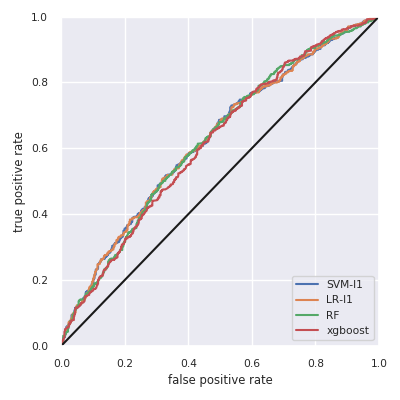 1.0
0.8
0.6
0.4
0.2
0.0
true positive rate
0.0 0.2 0.4 0.6 0.8 1.0
false positive rate
SVM-l1
LR-l1
RF
xgboost